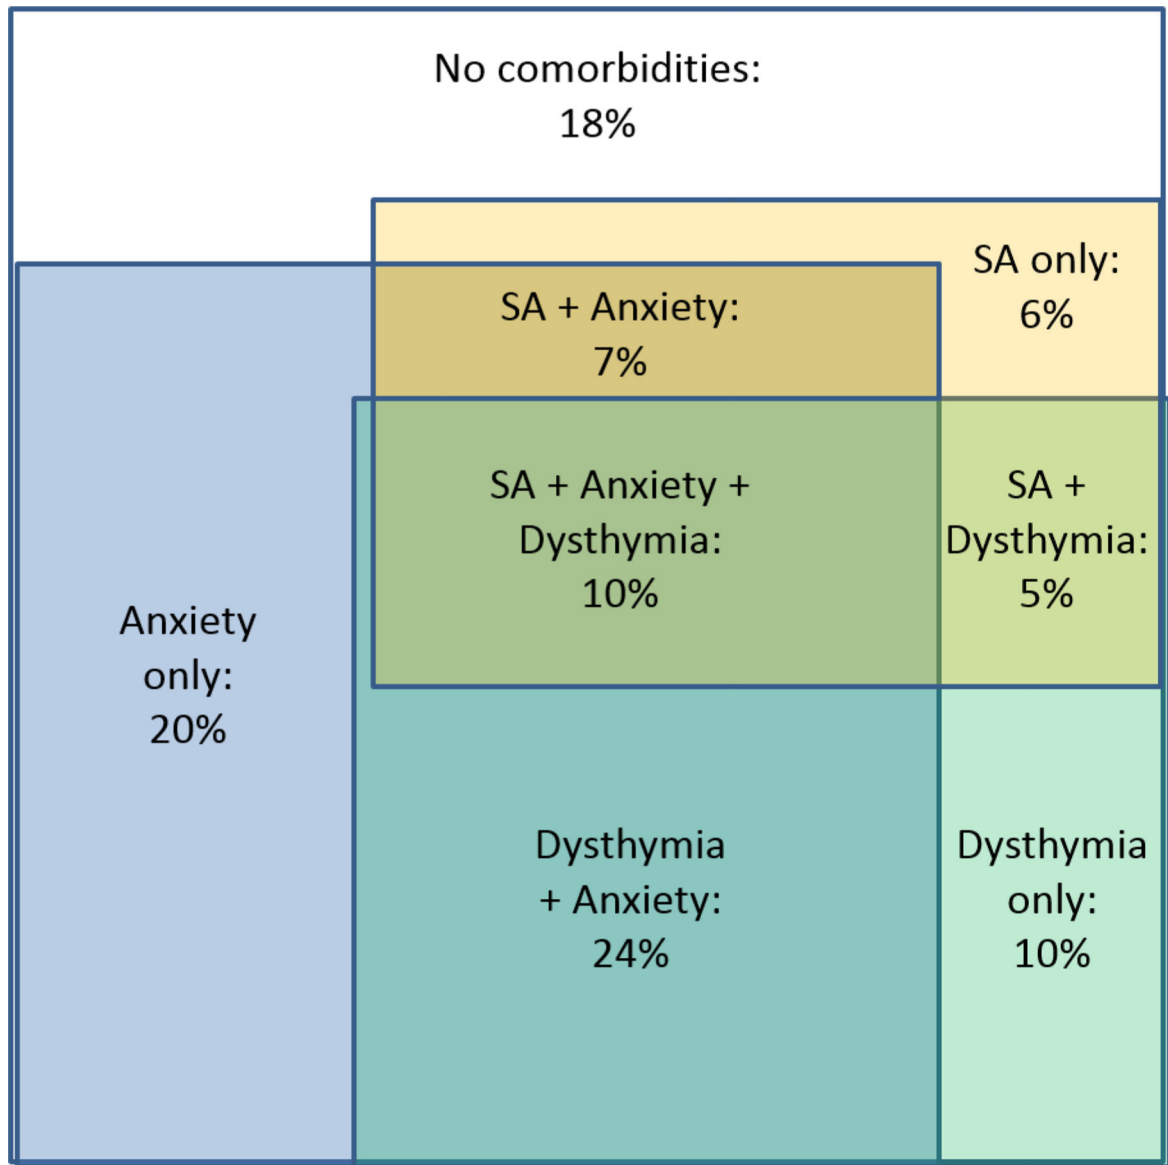 No comorbidities:
18%
SA only:
6%
SA + Anxiety:
7%
SA + Anxiety +
Dysthymia:
10%
SA +
Dysthymia:
5%
Anxiety
only:
20%
Dysthymia
+ Anxiety:
24%
Dysthymia
only:
10%